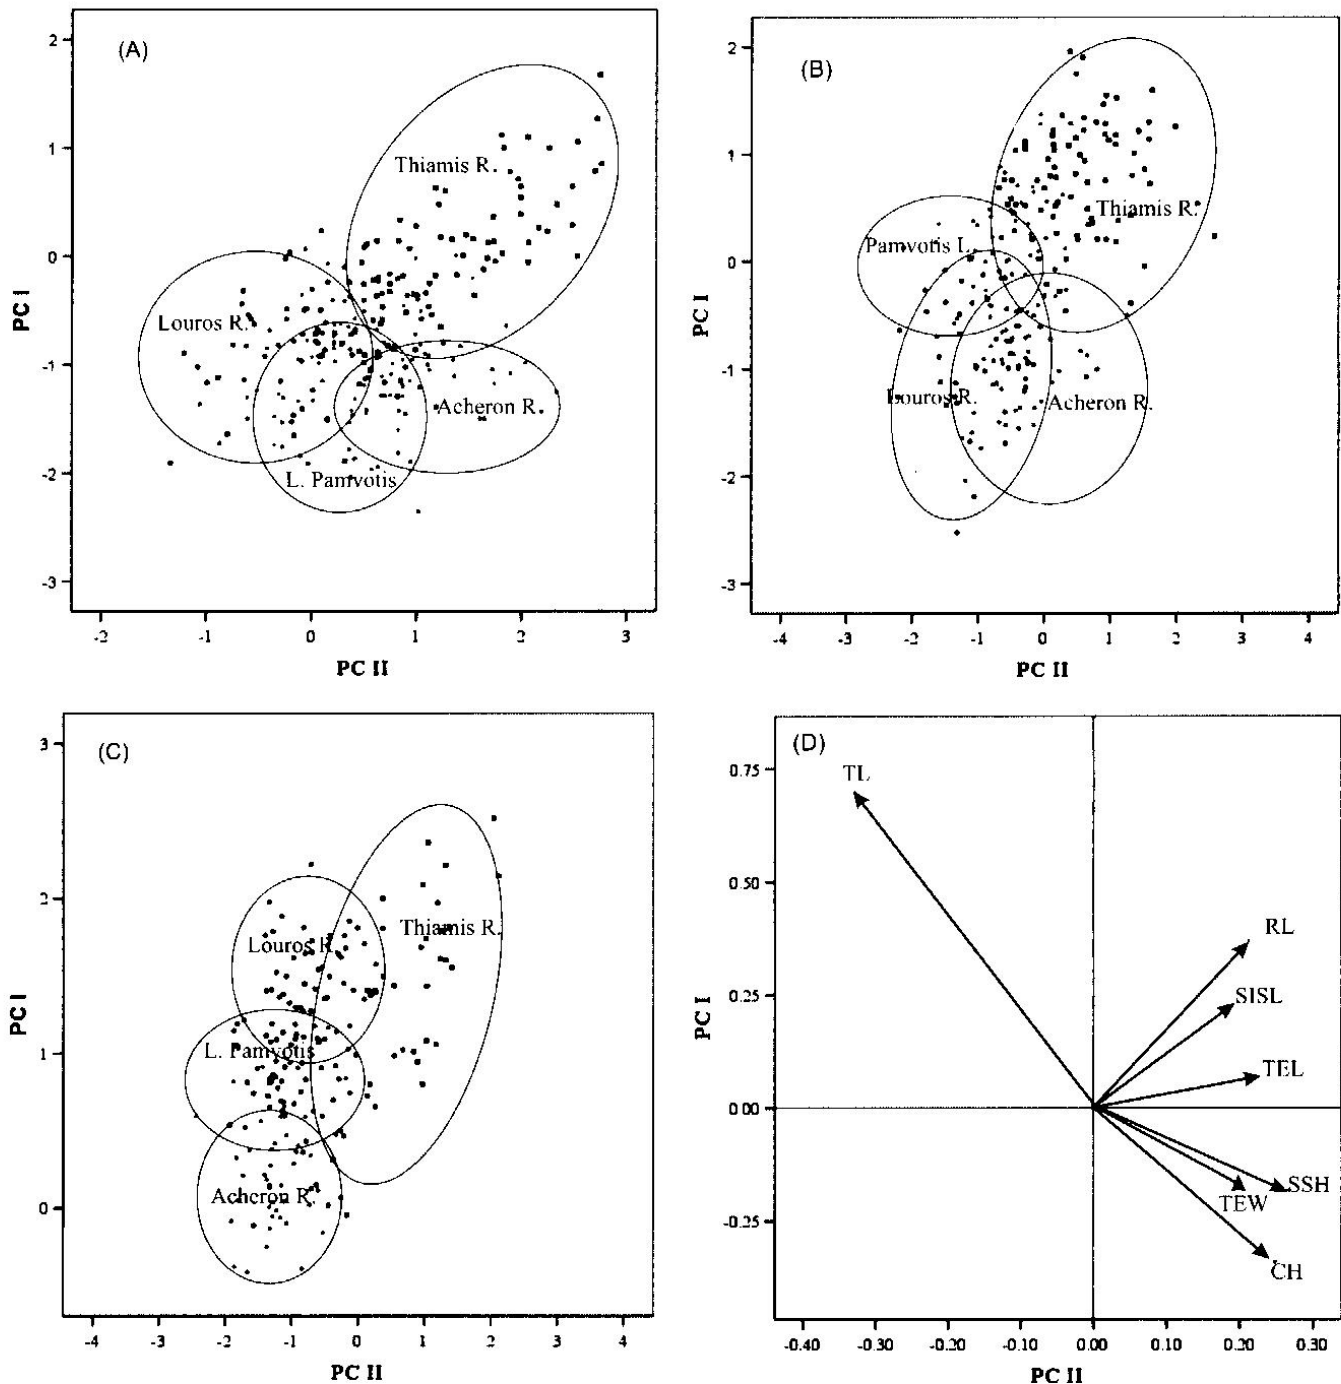 (A)
2
1
0
-1
-2
-3
PC I
Thiamis R.
Louros R.
Acheron R.
L. Pamvotis
-2 -1 0 1 2 3
PC II
(B)
2
1
0
-1
-2
-3
PC I
Thiamis R.
Pamvotis L.
Louros R.
Acheron R.
-4 -3 -2 -1 0 1 2 3 4
PC II
(C)
3
2
1
0
PC I
Thiamis R.
Louros R.
L. Pamvotis
Acheron R.
-4 -3 -2 -1 0 1 2 3 4
PC II
(D)
0.75
0.50
0.25
0.00
-0.25
PC I
TL
RL
SISL
TEL
SSH
TEW
CH
-0.40 -0.30 -0.20 -0.10 0.00 0.10 0.20 0.30
PC II